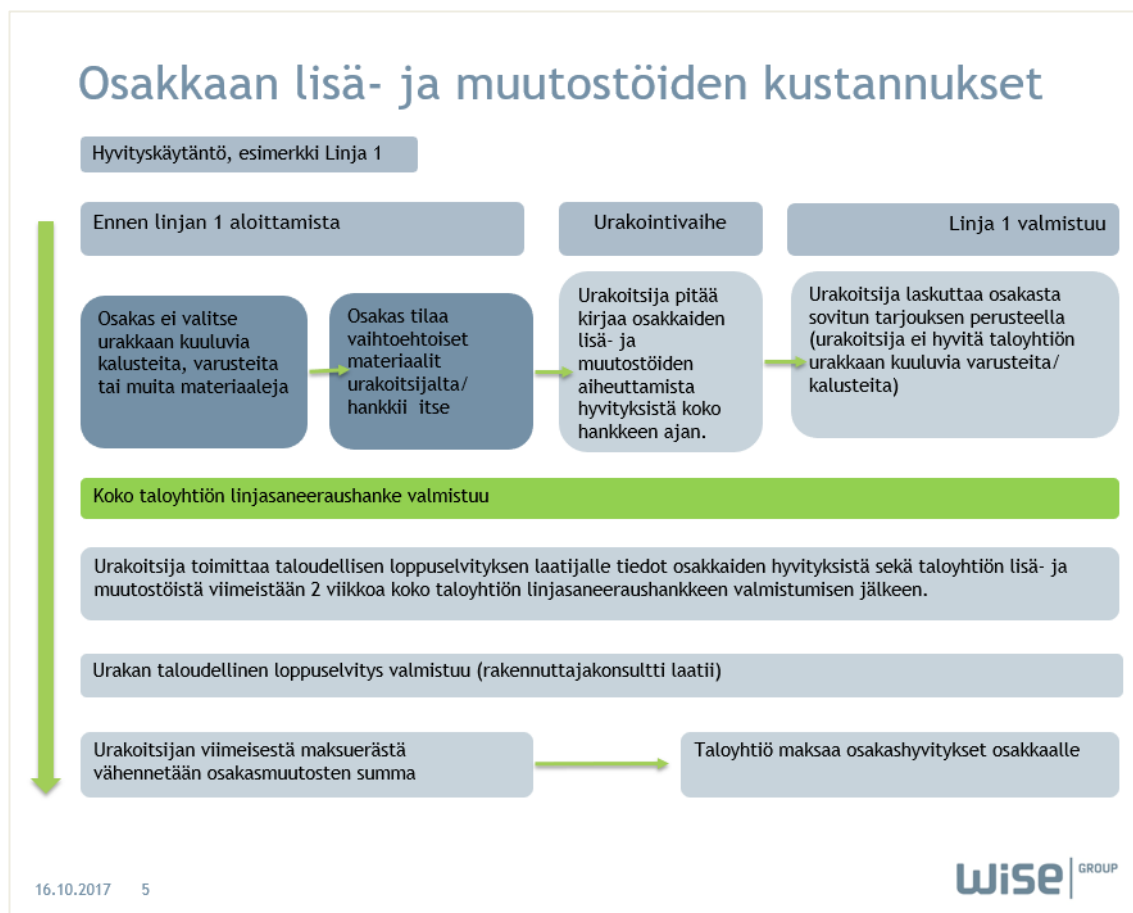 Osakkaan lisä- ja muutostöiden kustannukset
Hyvityskäytäntö, esimerkki Linja 1
Ennen linjan 1 aloittamista
Urakointivaihe
Linja 1 valmistuu
Osakas ei valitse
urakkaan kuuluvia
kalusteita, varusteita
tai muita materiaaleja
Osakas tilaa
vaihtoehtoiset
materiaalit
urakoitsijalta/
hankkii itse
Urakoitsija pitää
kirjaa osakkaiden
lisä- ja
muutostöiden
aiheuttamista
hyvityksistä koko
hankkeen ajan.
Urakoitsija laskuttaa osakasta
sovitun tarjouksen perusteella
(urakoitsija ei hyvitä taloyhtiön
urakkaan kuuluvia varusteita/
kalusteita)
Koko taloyhtiön linjasaneeraushanke valmistuu
Urakoitsija toimittaa taloudellisen loppuselvityksen laatijalle tiedot osakkaiden hyvityksistä sekä taloyhtiön lisä- ja
muutostöistä viimeistään 2 viikkoa koko taloyhtiön linjasaneeraushankkeen valmistumisen jälkeen.
Urakan taloudellinen loppuselvitys valmistuu (rakennuttajakonsultti laatii)
Urakoitsijan viimeisestä maksuerästä
vähennetään osakasmuutosten summa
Taloyhtiö maksaa osakashyvitykset osakkaalle
16.10.2017 5
wise GROUP